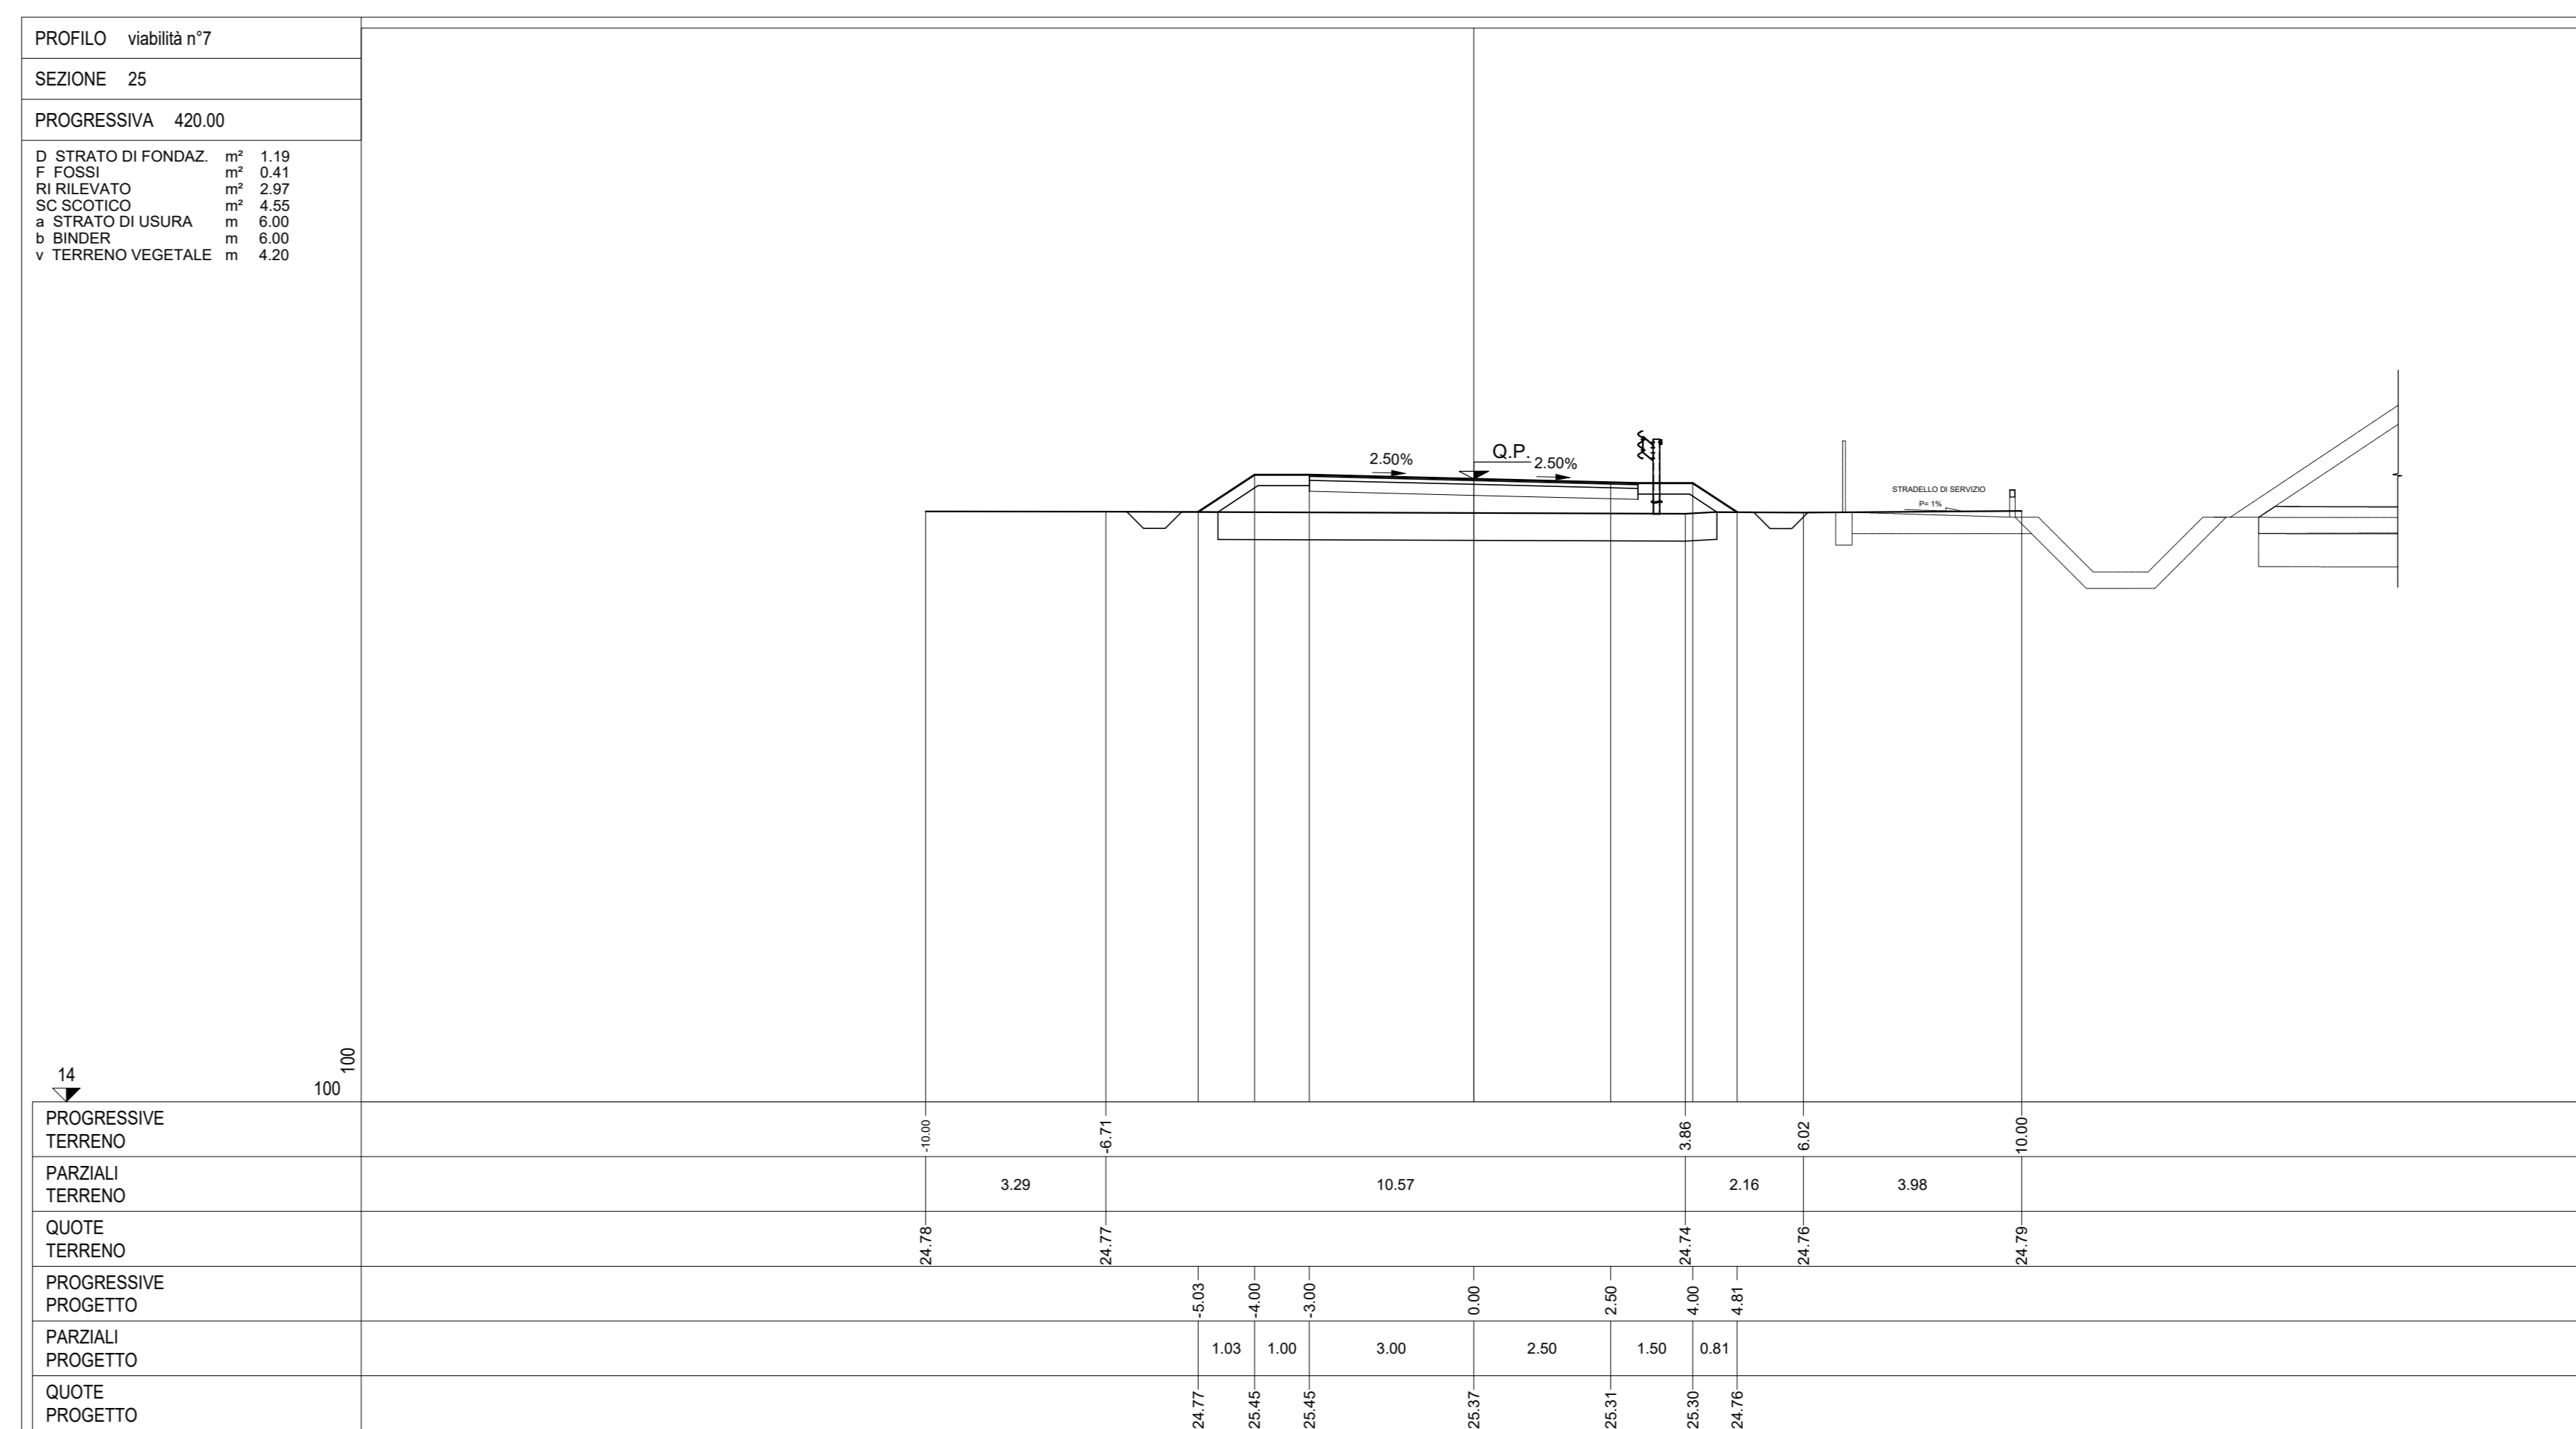 PROFILO viabilità n°7
SEZIONE 25
PROGRESSIVA 420.00
D STRATO DI FONDAZ. m² 1.19
F FOSSI m² 0.41
RI RILEVATO m² 2.97
SC SCOTICO m² 4.55
a STRATO DI USURA m 6.00
b BINDER m 6.00
v TERRENO VEGETALE m 4.20
2.50%
Q.P.
2.50%
STRADELLO DI SERVIZIO
P= 1%
14
100
100
PROGRESSIVE
TERRENO
-10.00 -6.71 3.86 6.02 10.00
PARZIALI
TERRENO
3.29 10.57 2.16 3.98
QUOTE
TERRENO
24.78 24.77 24.74 24.76 24.79
PROGRESSIVE
PROGETTO
-5.03 -4.00 -3.00 0.00 2.50 4.00 4.81
PARZIALI
PROGETTO
1.03 1.00 3.00 2.50 1.50 0.81
QUOTE
PROGETTO
24.77 25.45 25.45 25.37 25.31 25.30 24.76